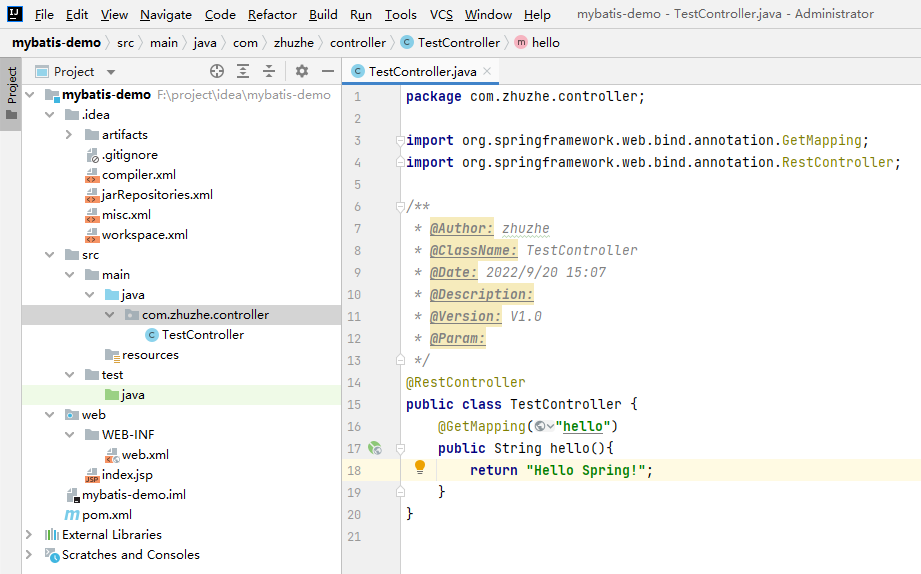 File Edit View Navigate Code Refactor Build Run Tools VCS Window Help mybatis-demo - TestController.java - Administrator
mybatis-demo src main java com zhuzhe controller C TestController m hello
Project
Project
TestController.java
mybatis-demo F:\project\idea\mybatis-demo
.idea
artifacts
.gitignore
compiler.xml
jarRepositories.xml
misc.xml
workspace.xml
src
main
java
com.zhuzhe.controller
TestController
resources
test
java
web
WEB-INF
web.xml
index.jsp
mybatis-demo.iml
pom.xml
External Libraries
Scratches and Consoles
1 package com.zhuzhe.controller;
2
3 import org.springframework.web.bind.annotation.GetMapping;
4 import org.springframework.web.bind.annotation.RestController;
5
6 /**
7 * @Author: zhuzhe
8 * @ClassName: TestController
9 * @Date: 2022/9/20 15:07
10 * @Description:
11 * @Version: V1.0
12 * @Param:
13 */
14 @RestController
15 public class TestController {
16 @GetMapping("hello")
17 public String hello(){
18 return "Hello Spring!";
19 }
20 }
21